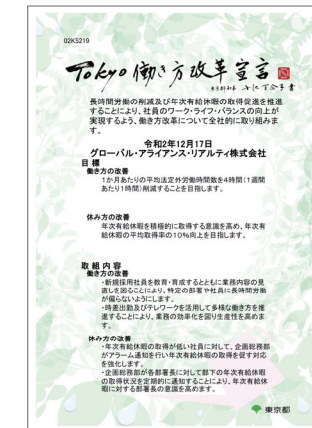 02K5219
Tokyo 働き方改革宣言
東京都知事 小池百合子書
長時間労働の削減及び年次有給休暇の取得促進を推進
することにより、社員のワーク・ライフ・バランスの向上が
実現するよう、働き方改革について全社的に取り組みま
す。
令和2年12月17日
グローバル・アライアンス・リアルティ株式会社
目 標
働き方の改善
1か月あたりの平均法定外労働時間数を4時間(1週間
あたり1時間)削減することを目指します。
休み方の改善
年次有給休暇を積極的に取得する意識を高め、年次有
給休暇の平均取得率の10%向上を目指します。
取 組 内 容
働き方の改善
・新規採用社員を教育・育成するとともに業務内容の見
直しを図ることにより、特定の部署や社員に長時間労働
が偏らないようにします。
・時差出勤及びテレワークを活用して多様な働き方を推
進することにより、業務の効率化を図り生産性を高めま
す。
休み方の改善
・年次有給休暇の取得が低い社員に対して、企画総務部
がアラーム通知を行い年次有給休暇の取得を促す対応
を強化します。
・企画総務部が各部署長に対して部下の年次有給休暇
の取得状況を定期的に通知することにより、年次有給休
暇に対する部署長の意識を高めます。
東京都